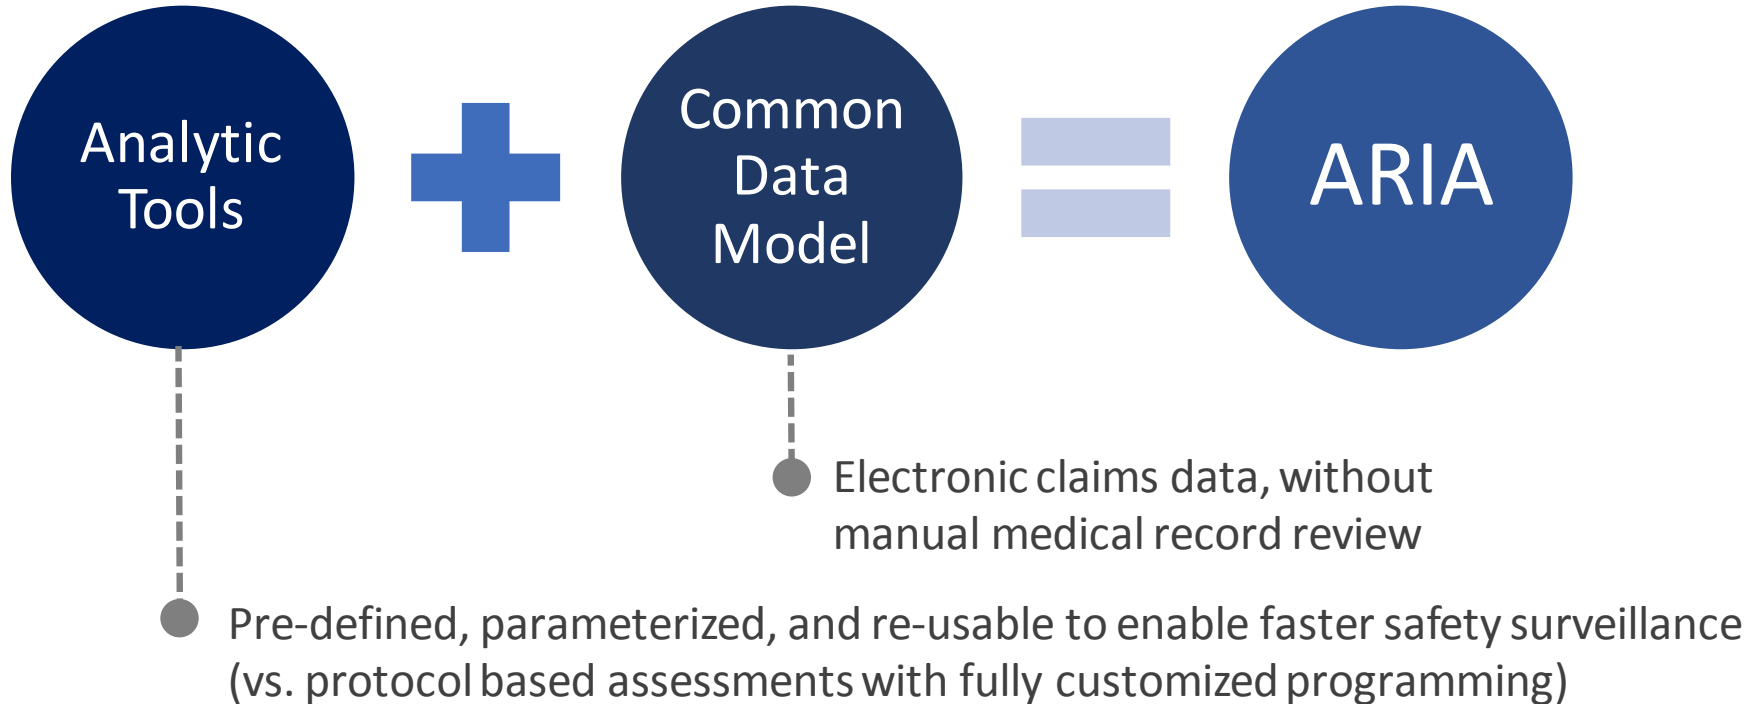 Analytic
Tools
Common
Data
Model
ARIA
Electronic claims data, without
manual medical record review
Pre-defined, parameterized, and re-usable to enable faster safety surveillance
(vs. protocol based assessments with fully customized programming)